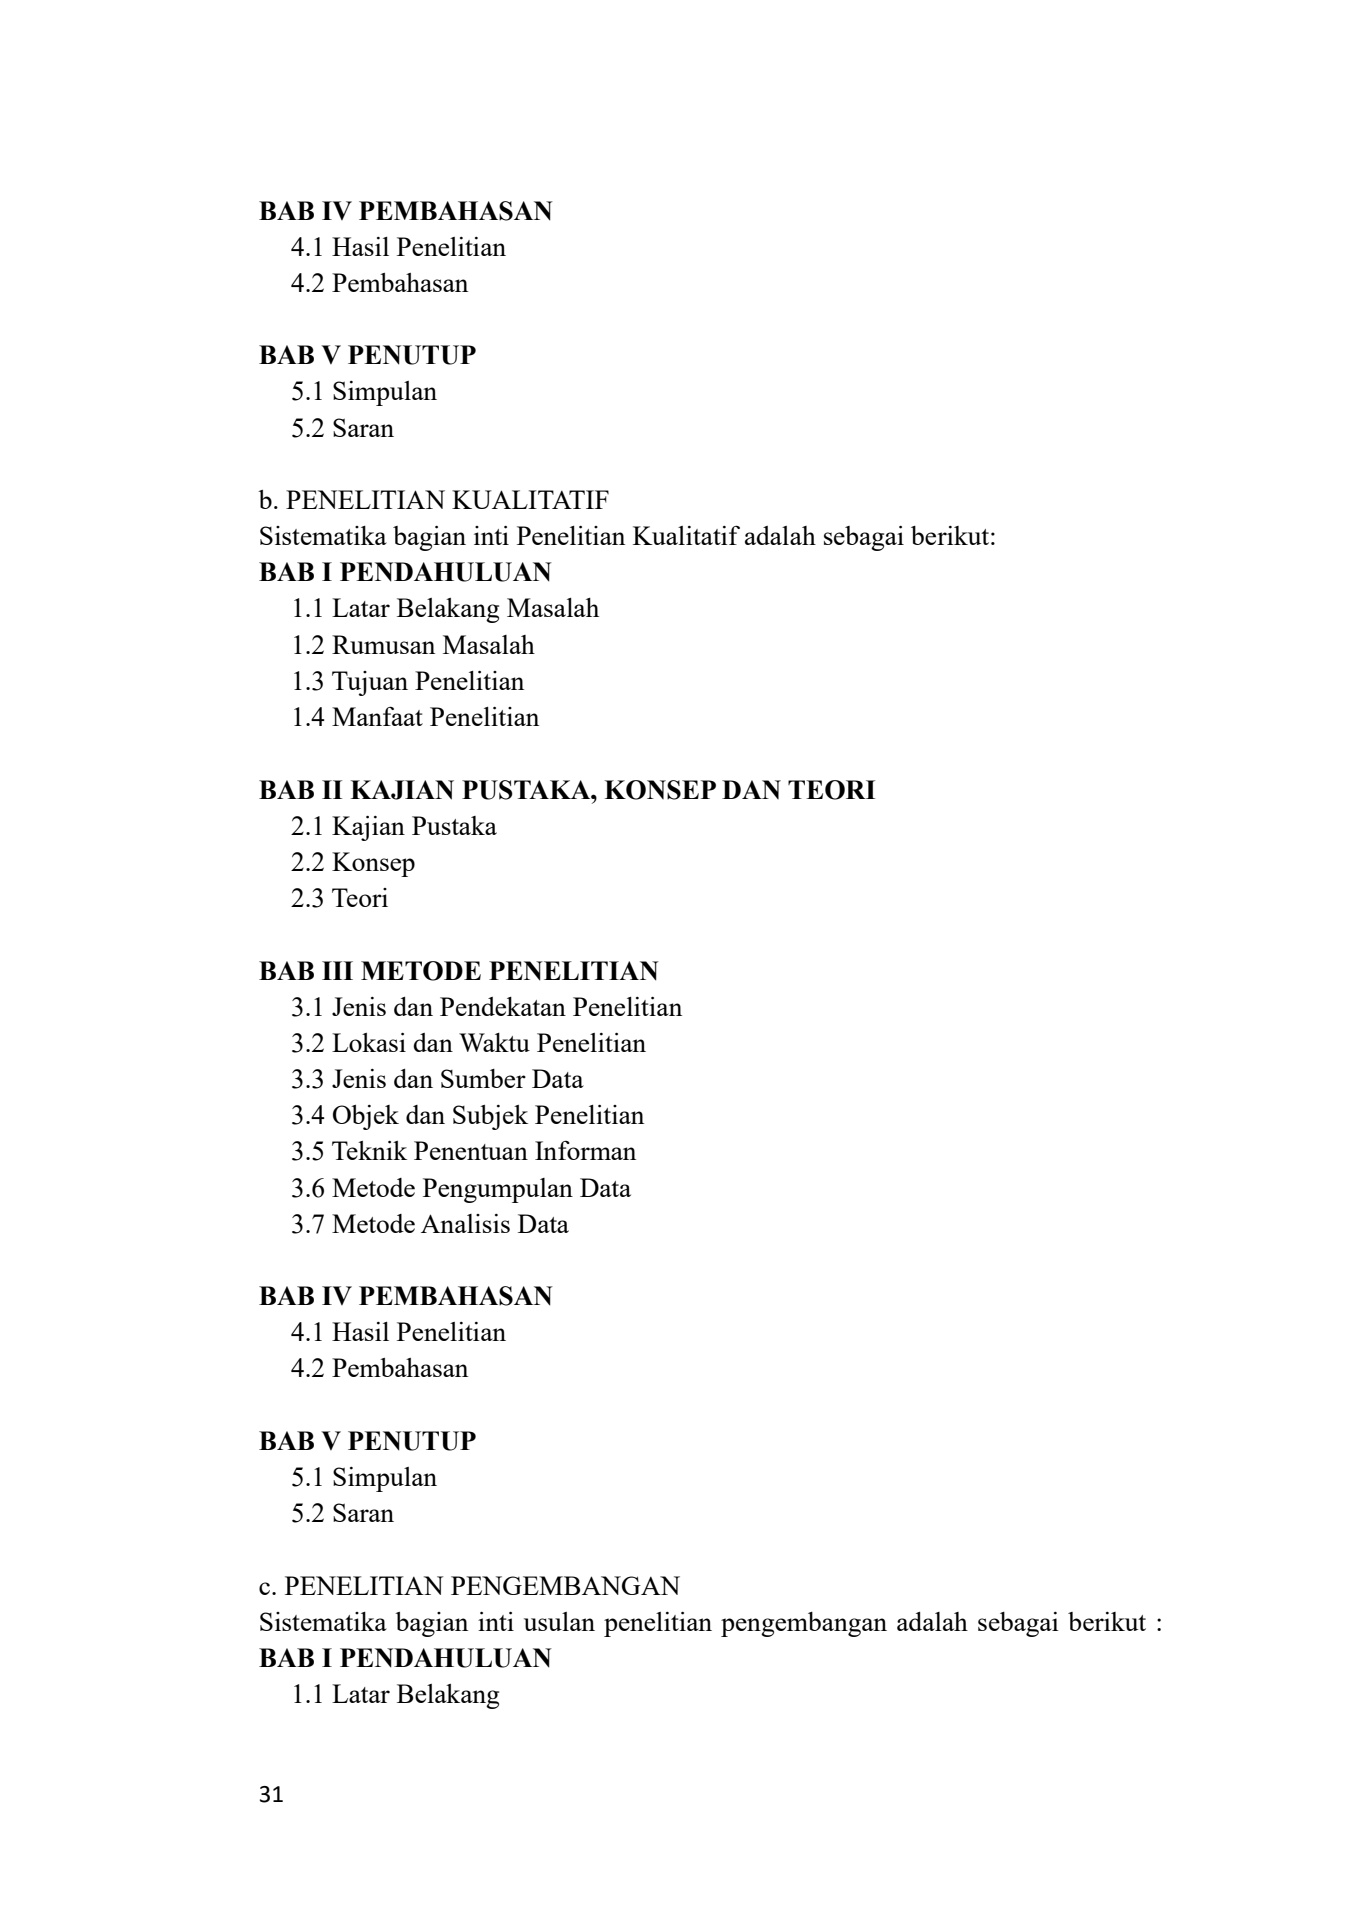 BAB IV PEMBAHASAN
4.1 Hasil Penelitian
4.2 Pembahasan
BAB V PENUTUP
5.1 Simpulan
5.2 Saran
b. PENELITIAN KUALITATIF
Sistematika bagian inti Penelitian Kualitatif adalah sebagai berikut:
BAB I PENDAHULUAN
1.1 Latar Belakang Masalah
1.2 Rumusan Masalah
1.3 Tujuan Penelitian
1.4 Manfaat Penelitian
BAB II KAJIAN PUSTAKA, KONSEP DAN TEORI
2.1 Kajian Pustaka
2.2 Konsep
2.3 Teori
BAB III METODE PENELITIAN
3.1 Jenis dan Pendekatan Penelitian
3.2 Lokasi dan Waktu Penelitian
3.3 Jenis dan Sumber Data
3.4 Objek dan Subjek Penelitian
3.5 Teknik Penentuan Informan
3.6 Metode Pengumpulan Data
3.7 Metode Analisis Data
BAB IV PEMBAHASAN
4.1 Hasil Penelitian
4.2 Pembahasan
BAB V PENUTUP
5.1 Simpulan
5.2 Saran
c. PENELITIAN PENGEMBANGAN
Sistematika bagian inti usulan penelitian pengembangan adalah sebagai berikut :
BAB I PENDAHULUAN
1.1 Latar Belakang
31